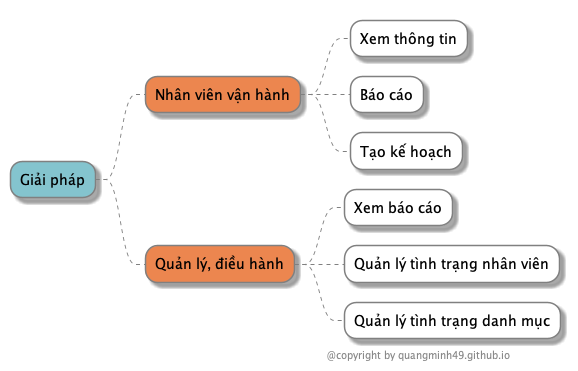 Giải pháp
Nhân viên vận hành
Xem thông tin
Báo cáo
Tạo kế hoạch
Quản lý, điều hành
Xem báo cáo
Quản lý tình trạng nhân viên
Quản lý tình trạng danh mục
@copyright by quangminh49.github.io